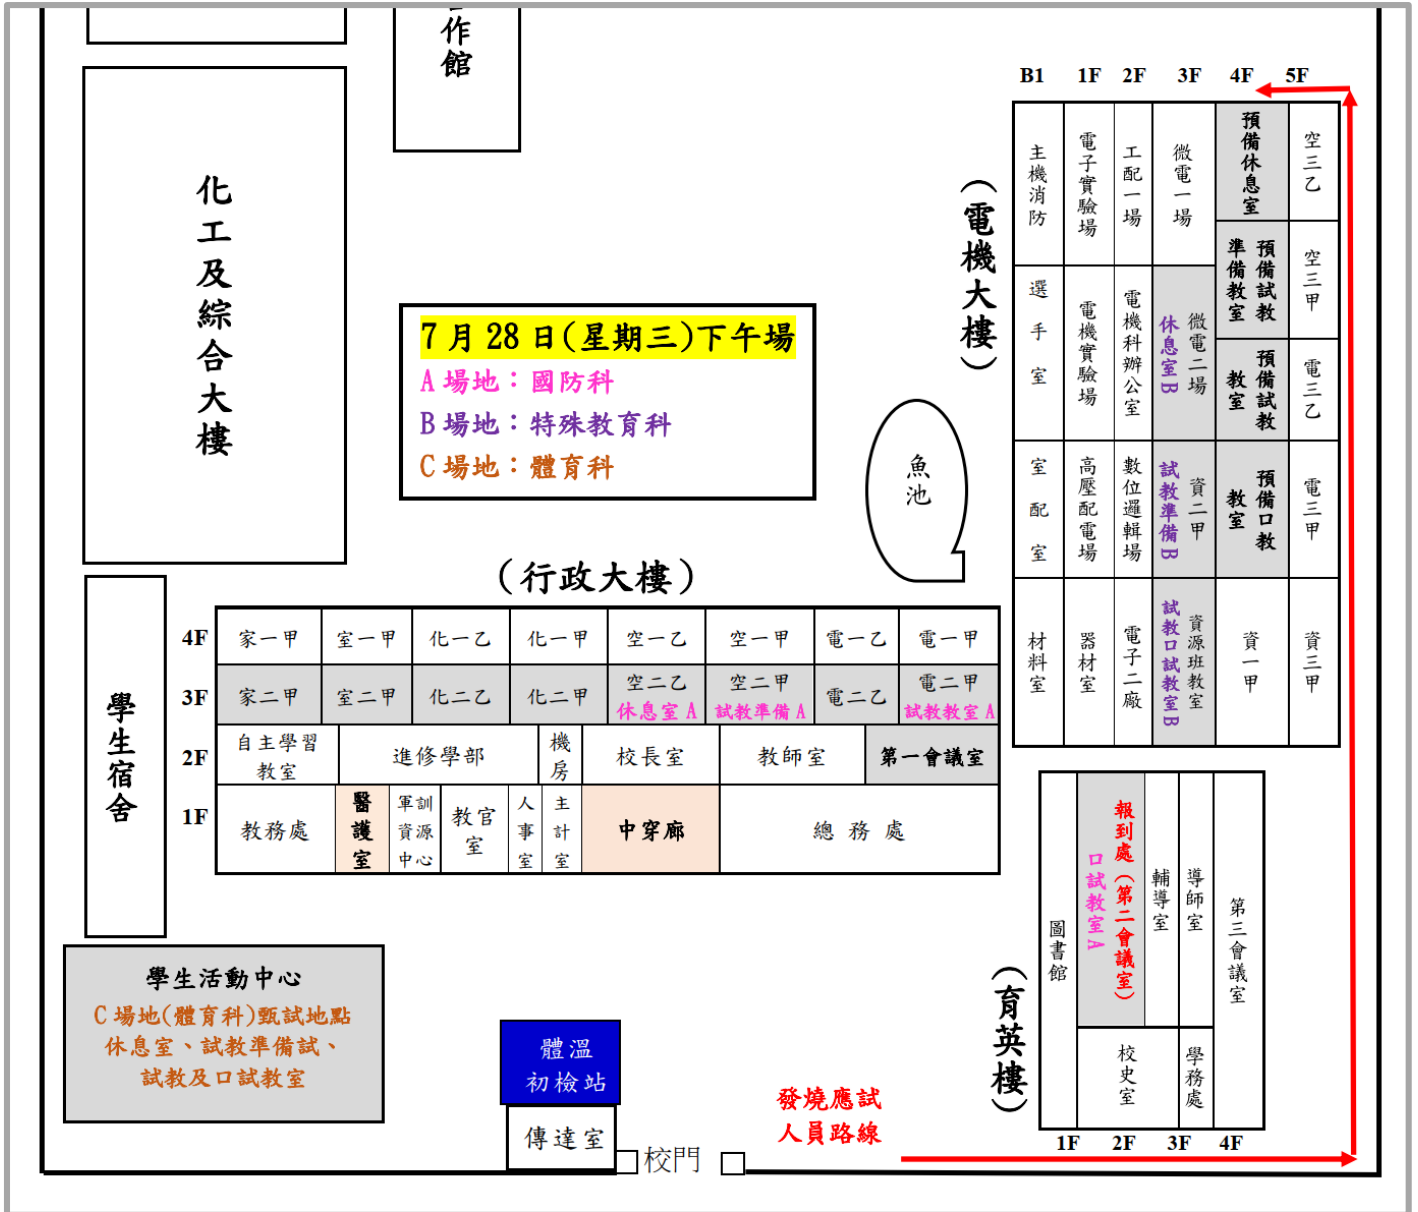 作館
化工及綜合大樓
7月28日(星期三)下午場
A場地：國防科
B場地：特殊教育科
C場地：體育科
魚池
(電機大樓)
B1 1F 2F 3F 4F 5F
主機消防
電子實驗場
工配一場
微電一場
預備休息室
空三乙
選手室
電機實驗場
電機科辦公室
微電二場
休息室B
預備試教
準備教室
空三甲
預備試教
教室
電三乙
室配室
高壓配電場
數位邏輯場
資二甲
試教準備B
預備口教
教室
電三甲
材料室
器材室
電子二廠
資源班教室
試教口試教室B
資一甲
資三甲
(行政大樓)
4F 家一甲 室一甲 化一乙 化一甲 空一乙 空一甲 電一乙 電一甲
3F 家二甲 室二甲 化二乙 化二甲 空二乙 空二甲 電二乙 電二甲
休息室A 試教準備A 試教教室A
2F 自主學習
教室
進修學部
機房
校長室
教師室
第一會議室
1F 教務處
醫護室
軍訓
資源
中心
教官室
人事室
主計室
中穿廊
總務處
學生宿舍
學生活動中心
C場地(體育科)甄試地點
休息室、試教準備試、
試教及口試教室
體溫
初檢站
傳達室
校門
發燒應試
人員路線
(育英樓)
圖書館
報到處(第二會議室)
口試教室A
輔導室
導師室
第三會議室
校史室
學務處
1F 2F 3F 4F